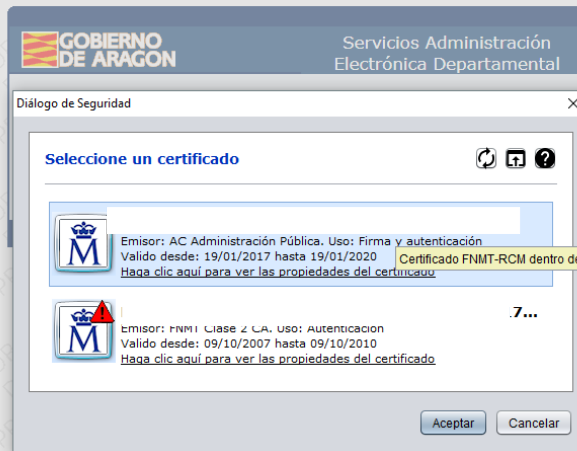 GOBIERNO
DE ARAGON
Servicios Administración
Electrónica Departamental
Diálogo de Seguridad
Seleccione un certificado
Emisor: AC Administración Pública. Uso: Firma y autenticación
Valido desde: 19/01/2017 hasta 19/01/2020
Certificado FNMT-RCM dentro de
Haga clic aquí para ver las propiedades del certificado
.7...
Emisor: FNMT Clase 2 CA. Uso: Autenticación
Valido desde: 09/10/2007 hasta 09/10/2010
Haga clic aquí para ver las propiedades del certificado
Aceptar
Cancelar